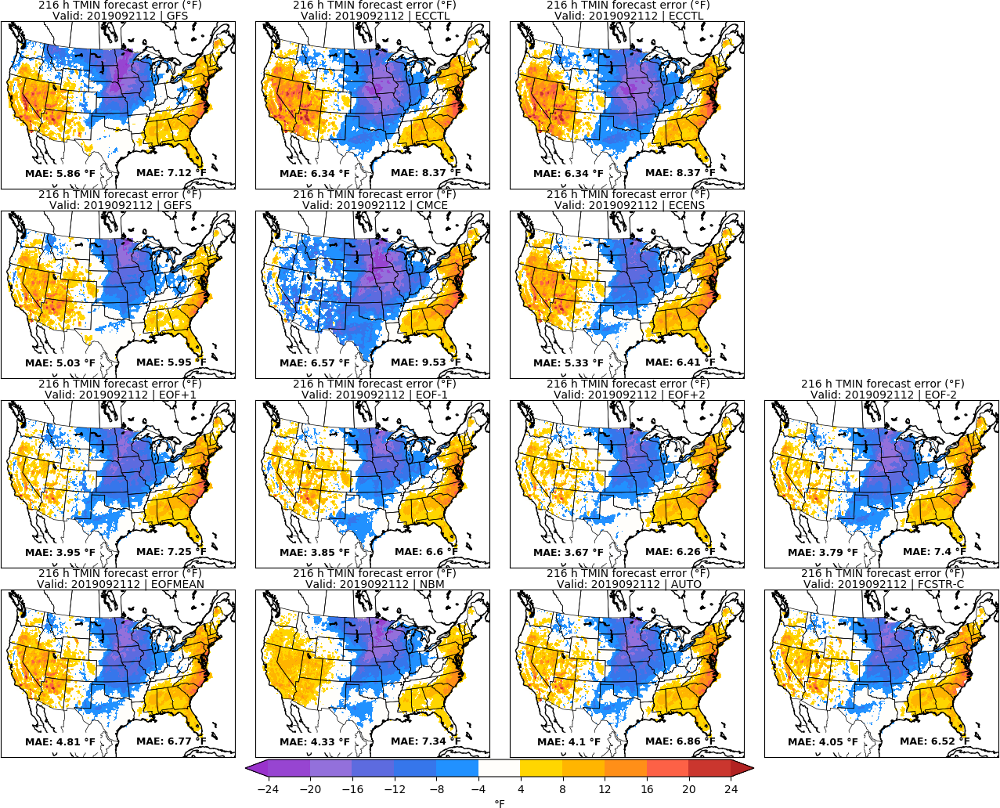 216 h TMIN forecast error (°F)
Valid: 2019092112 | GFS
MAE: 5.86 °F
MAE: 7.12 °F
216 h TMIN forecast error (°F)
Valid: 2019092112 | ECCTL
MAE: 6.34 °F
MAE: 8.37 °F
216 h TMIN forecast error (°F)
Valid: 2019092112 | ECCTL
MAE: 6.34 °F
MAE: 8.37 °F
216 h TMIN forecast error (°F)
Valid: 2019092112 | GEFS
MAE: 5.03 °F
MAE: 5.95 °F
216 h TMIN forecast error (°F)
Valid: 2019092112 | CMCE
MAE: 6.57 °F
MAE: 9.53 °F
216 h TMIN forecast error (°F)
Valid: 2019092112 | ECENS
MAE: 5.33 °F
MAE: 6.41 °F
216 h TMIN forecast error (°F)
Valid: 2019092112 | EOF+1
MAE: 3.95 °F
MAE: 7.25 °F
216 h TMIN forecast error (°F)
Valid: 2019092112 | EOF-1
MAE: 3.85 °F
MAE: 6.6 °F
216 h TMIN forecast error (°F)
Valid: 2019092112 | EOF+2
MAE: 3.67 °F
MAE: 6.26 °F
216 h TMIN forecast error (°F)
Valid: 2019092112 | EOF-2
MAE: 3.79 °F
MAE: 7.4 °F
216 h TMIN forecast error (°F)
Valid: 2019092112 | EOFMEAN
MAE: 4.81 °F
MAE: 6.77 °F
216 h TMIN forecast error (°F)
Valid: 2019092112 | NBM
MAE: 4.33 °F
MAE: 7.34 °F
216 h TMIN forecast error (°F)
Valid: 2019092112 | AUTO
MAE: 4.1 °F
MAE: 6.86 °F
216 h TMIN forecast error (°F)
Valid: 2019092112 | FCSTR-C
MAE: 4.05 °F
MAE: 6.52 °F
−24 −20 −16 −12 −8 −4 4 8 12 16 20 24
°F